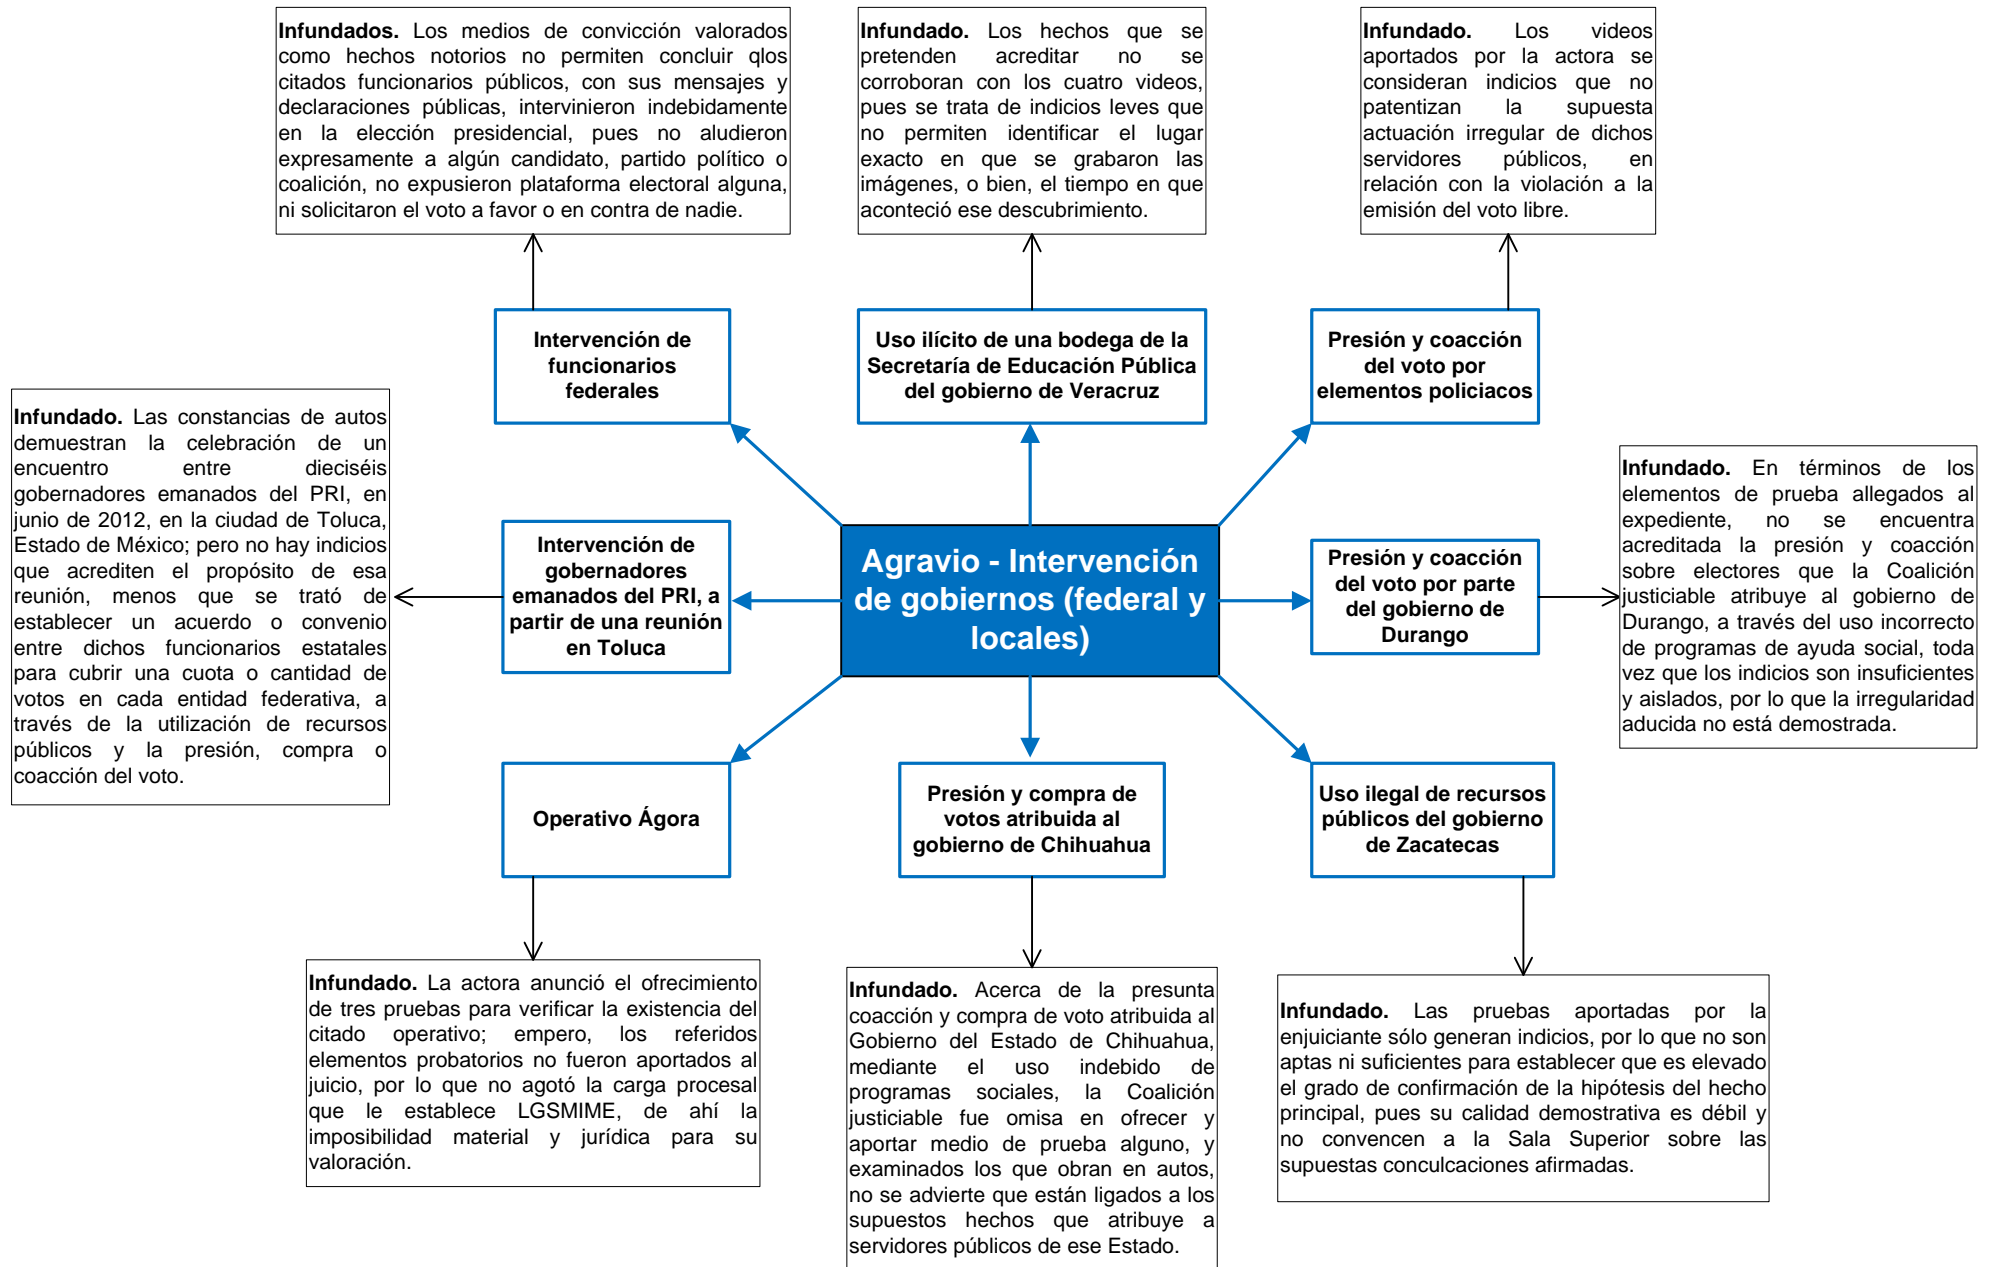 Infundados. Los medios de convicción valorados
como hechos notorios no permiten concluir qlos
citados funcionarios públicos, con sus mensajes y
declaraciones públicas, intervinieron indebidamente
en la elección presidencial, pues no aludieron
expresamente a algún candidato, partido político o
coalición, no expusieron plataforma electoral alguna,
ni solicitaron el voto a favor o en contra de nadie.
Infundado. Los hechos que se
pretenden acreditar no se
corroboran con los cuatro videos,
pues se trata de indicios leves que
no permiten identificar el lugar
exacto en que se grabaron las
imágenes, o bien, el tiempo en que
aconteció ese descubrimiento.
Infundado. Los videos
aportados por la actora se
consideran indicios que no
patentizan la supuesta
actuación irregular de dichos
servidores públicos, en
relación con la violación a la
emisión del voto libre.
Intervención de
funcionarios
federales
Uso ilícito de una bodega de la
Secretaría de Educación Pública
del gobierno de Veracruz
Presión y coacción
del voto por
elementos policiacos
Infundado. Las constancias de autos
demuestran la celebración de un
encuentro entre dieciséis
gobernadores emanados del PRI, en
junio de 2012, en la ciudad de Toluca,
Estado de México; pero no hay indicios
que acrediten el propósito de esa
reunión, menos que se trató de
establecer un acuerdo o convenio
entre dichos funcionarios estatales
para cubrir una cuota o cantidad de
votos en cada entidad federativa, a
través de la utilización de recursos
públicos y la presión, compra o
coacción del voto.
Intervención de
gobernadores
emanados del PRI, a
partir de una reunión
en Toluca
Agravio - Intervención
de gobiernos (federal y
locales)
Presión y coacción
del voto por parte
del gobierno de
Durango
Infundado. En términos de los
elementos de prueba allegados al
expediente, no se encuentra
acreditada la presión y coacción
sobre electores que la Coalición
justiciable atribuye al gobierno de
Durango, a través del uso incorrecto
de programas de ayuda social, toda
vez que los indicios son insuficientes
y aislados, por lo que la irregularidad
aducida no está demostrada.
Operativo Ágora
Presión y compra de
votos atribuida al
gobierno de Chihuahua
Uso ilegal de recursos
públicos del gobierno
de Zacatecas
Infundado. La actora anunció el ofrecimiento
de tres pruebas para verificar la existencia del
citado operativo; empero, los referidos
elementos probatorios no fueron aportados al
juicio, por lo que no agotó la carga procesal
que le establece LGSMIME, de ahí la
imposibilidad material y jurídica para su
valoración.
Infundado. Acerca de la presunta
coacción y compra de voto atribuida al
Gobierno del Estado de Chihuahua,
mediante el uso indebido de
programas sociales, la Coalición
justiciable fue omisa en ofrecer y
aportar medio de prueba alguno, y
examinados los que obran en autos,
no se advierte que están ligados a los
supuestos hechos que atribuye a
servidores públicos de ese Estado.
Infundado. Las pruebas aportadas por la
enjuiciante sólo generan indicios, por lo que no son
aptas ni suficientes para establecer que es elevado
el grado de confirmación de la hipótesis del hecho
principal, pues su calidad demostrativa es débil y
no convencen a la Sala Superior sobre las
supuestas conculcaciones afirmadas.